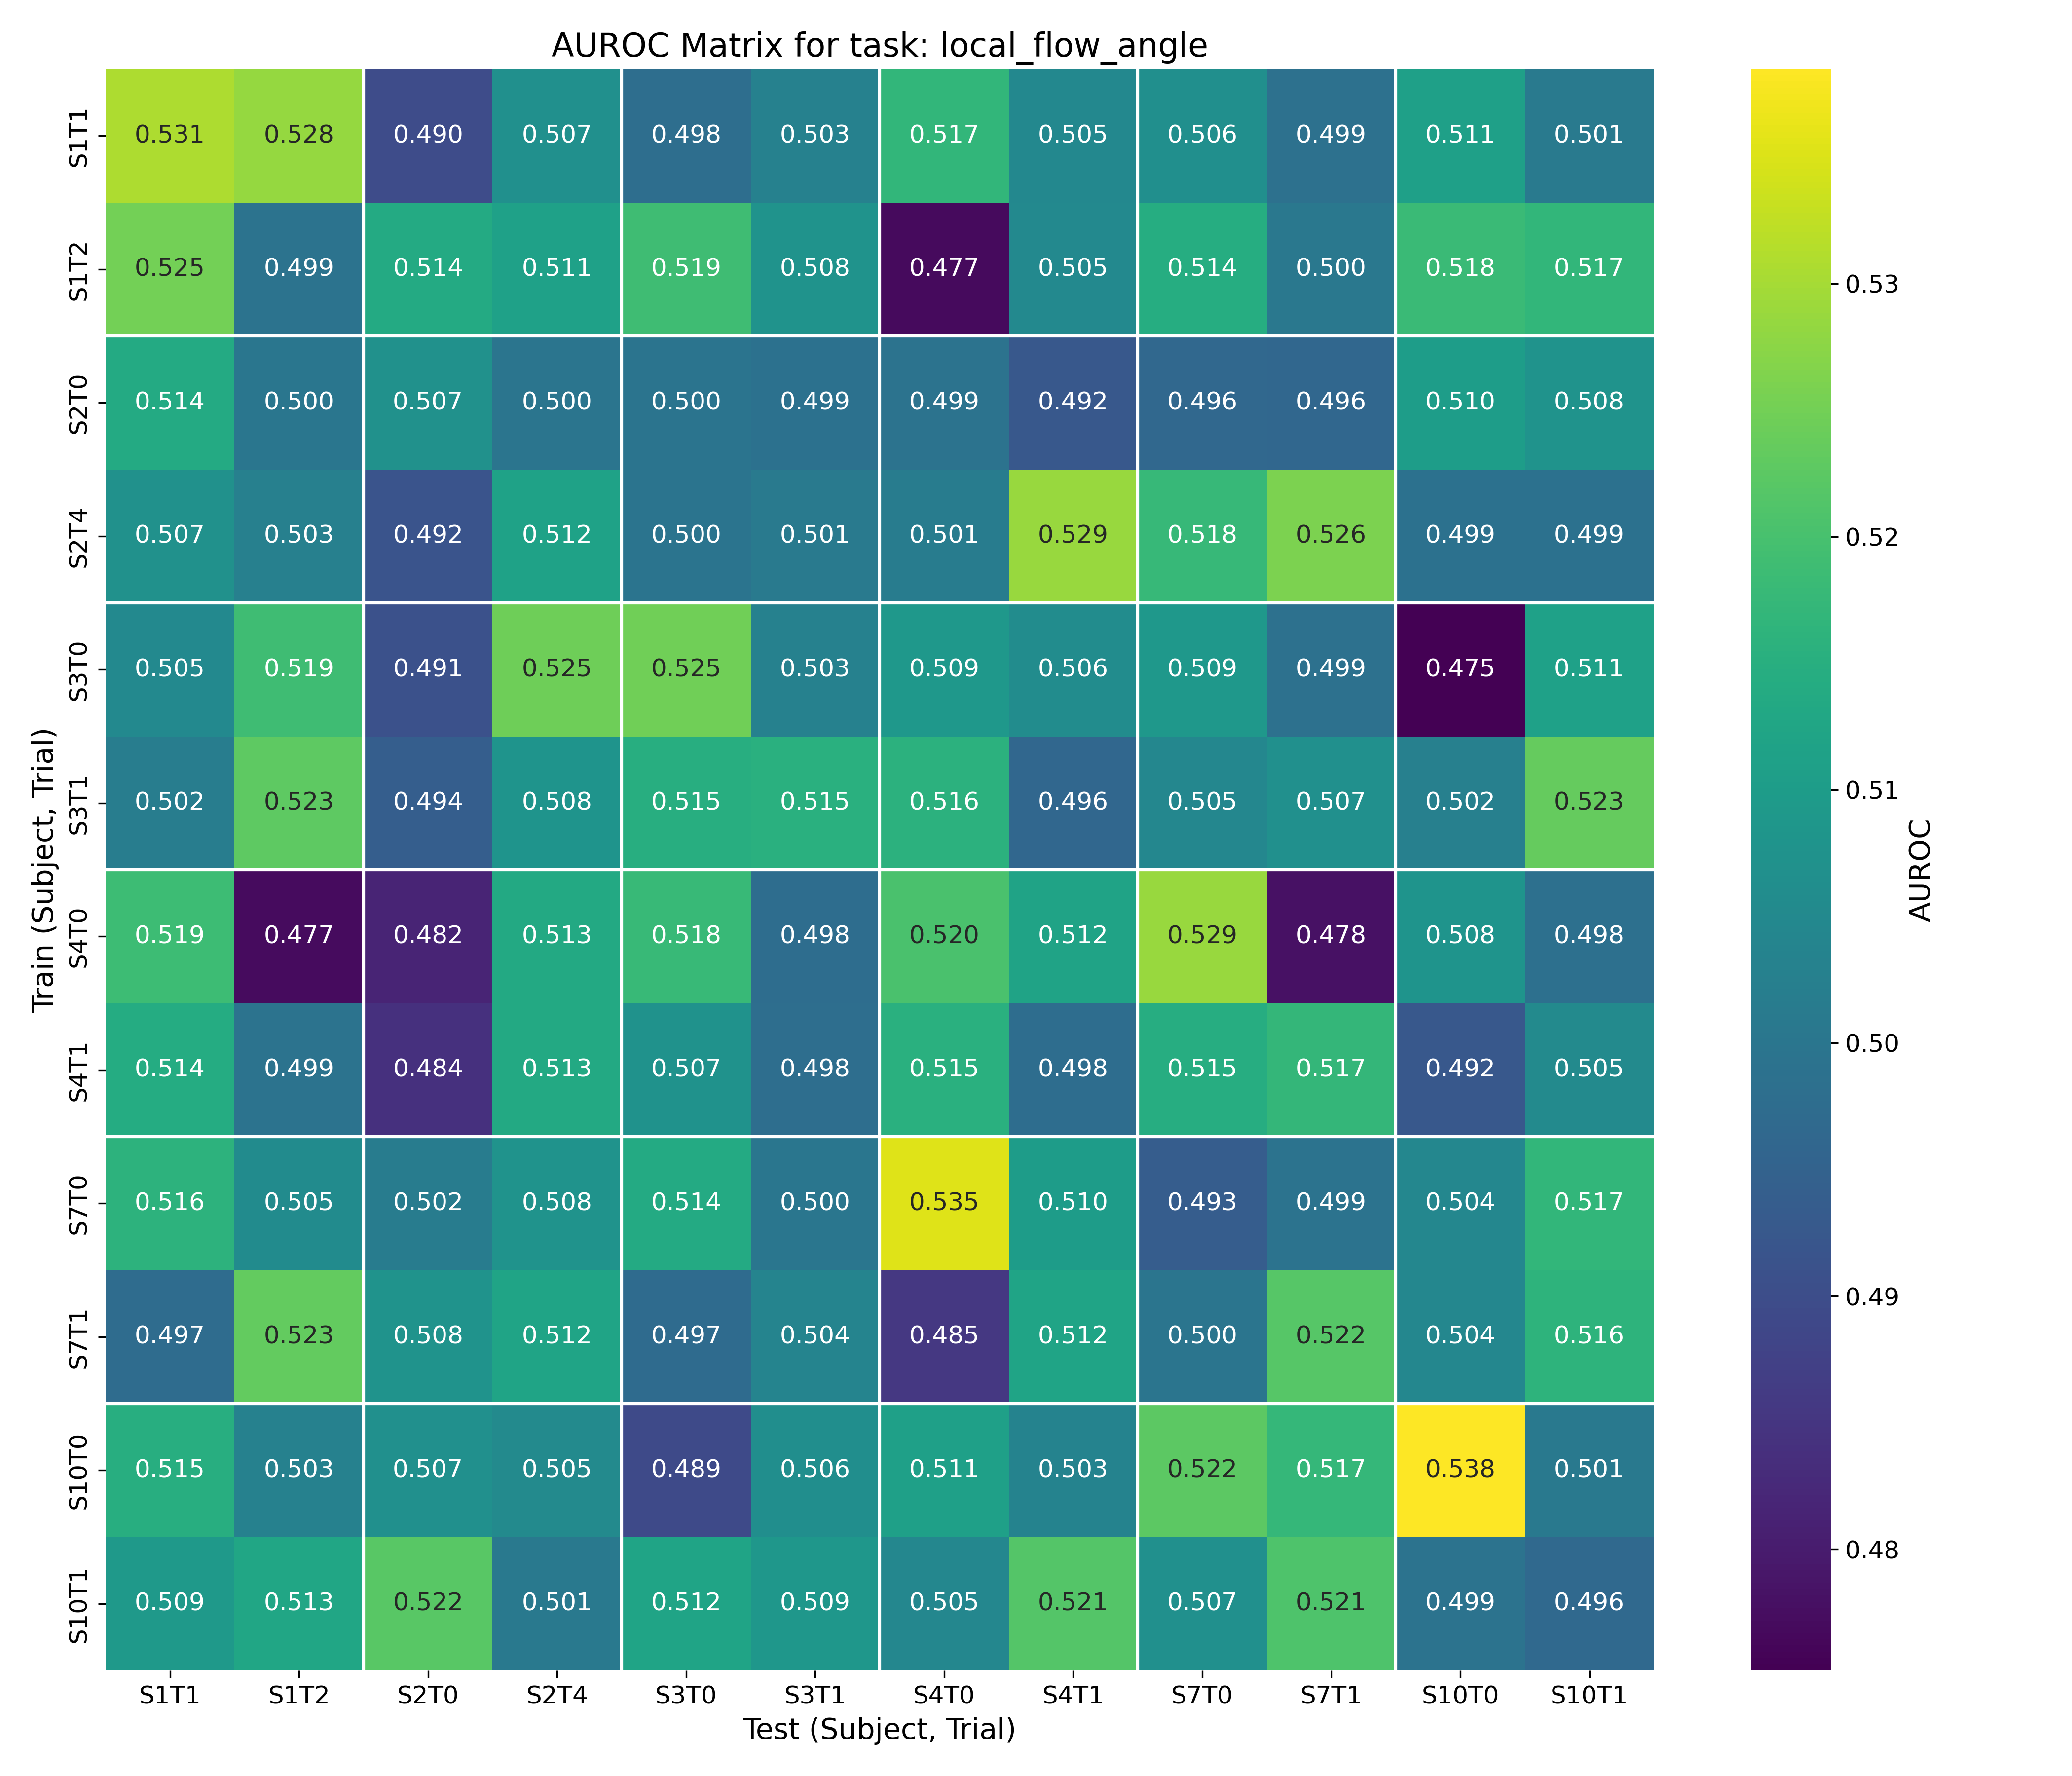 AUROC Matrix for task: local_flow_angle
S1T1 0.531 0.528 0.490 0.507 0.498 0.503 0.517 0.505 0.506 0.499 0.511 0.501
S1T2 0.525 0.499 0.514 0.511 0.519 0.508 0.477 0.505 0.514 0.500 0.518 0.517
S2T0 0.514 0.500 0.507 0.500 0.500 0.499 0.499 0.492 0.496 0.496 0.510 0.508
S2T4 0.507 0.503 0.492 0.512 0.500 0.501 0.501 0.529 0.518 0.526 0.499 0.499
S3T0 0.505 0.519 0.491 0.525 0.525 0.503 0.509 0.506 0.509 0.499 0.475 0.511
S3T1 0.502 0.523 0.494 0.508 0.515 0.515 0.516 0.496 0.505 0.507 0.502 0.523
S4T0 0.519 0.477 0.482 0.513 0.518 0.498 0.520 0.512 0.529 0.478 0.508 0.498
S4T1 0.514 0.499 0.484 0.513 0.507 0.498 0.515 0.498 0.515 0.517 0.492 0.505
S7T0 0.516 0.505 0.502 0.508 0.514 0.500 0.535 0.510 0.493 0.499 0.504 0.517
S7T1 0.497 0.523 0.508 0.512 0.497 0.504 0.485 0.512 0.500 0.522 0.504 0.516
S10T0 0.515 0.503 0.507 0.505 0.489 0.506 0.511 0.503 0.522 0.517 0.538 0.501
S10T1 0.509 0.513 0.522 0.501 0.512 0.509 0.505 0.521 0.507 0.521 0.499 0.496
S1T1 S1T2 S2T0 S2T4 S3T0 S3T1 S4T0 S4T1 S7T0 S7T1 S10T0 S10T1
Test (Subject, Trial)
Train (Subject, Trial)
0.53
0.52
0.51
0.50
0.49
0.48
AUROC